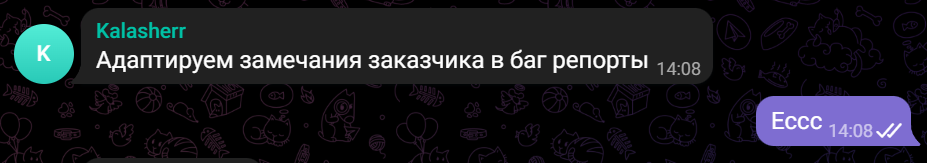 K
Kalasherr
Адаптируем замечания заказчика в баг репорты 14:08
Ессс 14:08